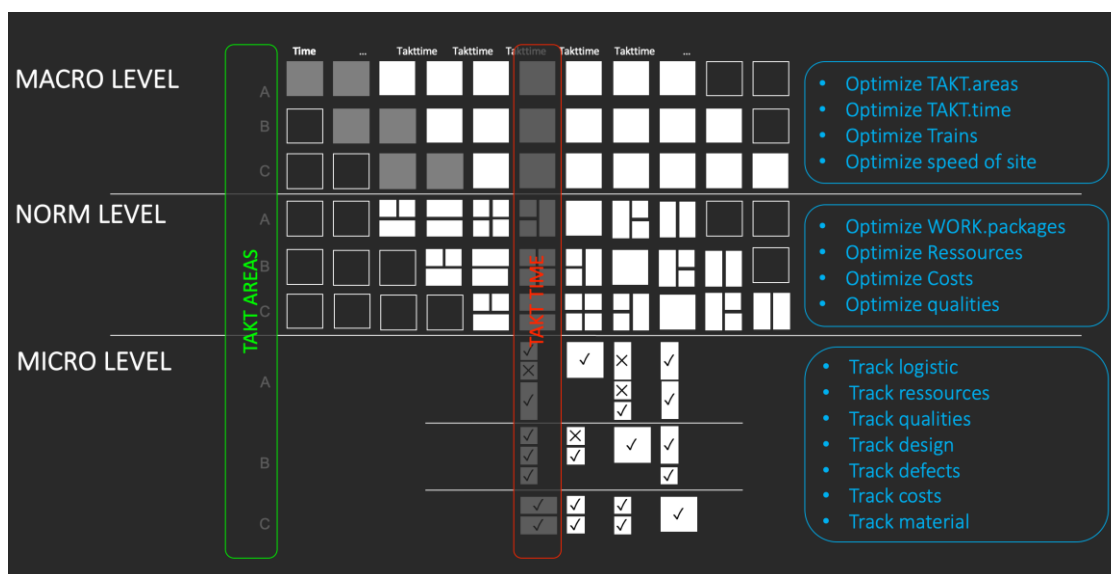 Time ... Takttime Takttime Takttime Takttime Takttime ...
MACRO LEVEL
A
B
C
• Optimize TAKT.areas
• Optimize TAKT.time
• Optimize Trains
• Optimize speed of site
NORM LEVEL
A
B
C
• Optimize WORK.packages
• Optimize Ressources
• Optimize Costs
• Optimize qualities
TAKT AREAS
TAKT TIME
MICRO LEVEL
A
B
C
• Track logistic
• Track ressources
• Track qualities
• Track design
• Track defects
• Track costs
• Track material